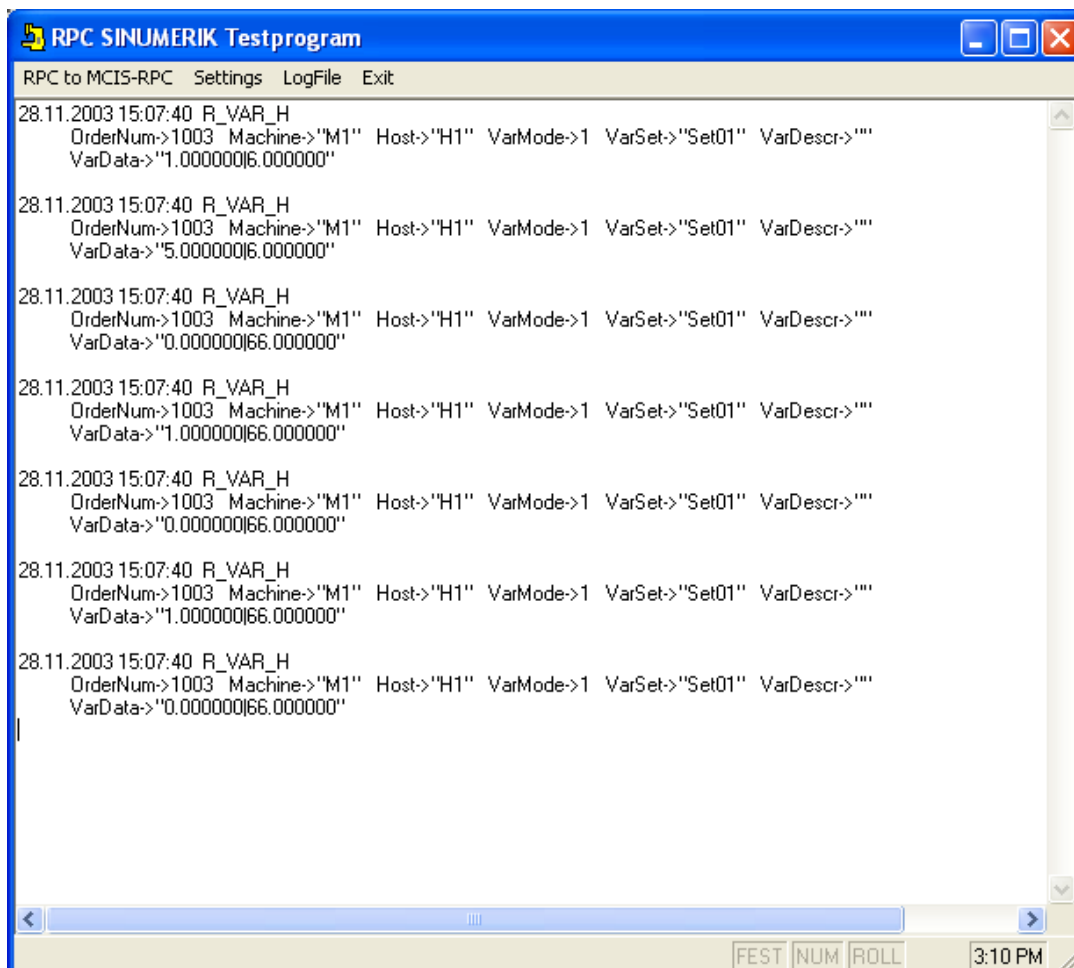 RPC SINUMERIK Testprogram
RPC to MCIS-RPC Settings LogFile Exit
28.11.2003 15:07:40 R_VAR_H
OrderNum->1003 Machine->"M1" Host->"H1" VarMode->1 VarSet->"Set01" VarDescr->""
VarData->"1.000000|6.000000"
28.11.2003 15:07:40 R_VAR_H
OrderNum->1003 Machine->"M1" Host->"H1" VarMode->1 VarSet->"Set01" VarDescr->""
VarData->"5.000000|6.000000"
28.11.2003 15:07:40 R_VAR_H
OrderNum->1003 Machine->"M1" Host->"H1" VarMode->1 VarSet->"Set01" VarDescr->""
VarData->"0.000000|66.000000"
28.11.2003 15:07:40 R_VAR_H
OrderNum->1003 Machine->"M1" Host->"H1" VarMode->1 VarSet->"Set01" VarDescr->""
VarData->"1.000000|66.000000"
28.11.2003 15:07:40 R_VAR_H
OrderNum->1003 Machine->"M1" Host->"H1" VarMode->1 VarSet->"Set01" VarDescr->""
VarData->"0.000000|66.000000"
28.11.2003 15:07:40 R_VAR_H
OrderNum->1003 Machine->"M1" Host->"H1" VarMode->1 VarSet->"Set01" VarDescr->""
VarData->"1.000000|66.000000"
28.11.2003 15:07:40 R_VAR_H
OrderNum->1003 Machine->"M1" Host->"H1" VarMode->1 VarSet->"Set01" VarDescr->""
VarData->"0.000000|66.000000"
FEST NUM ROLL 3:10 PM